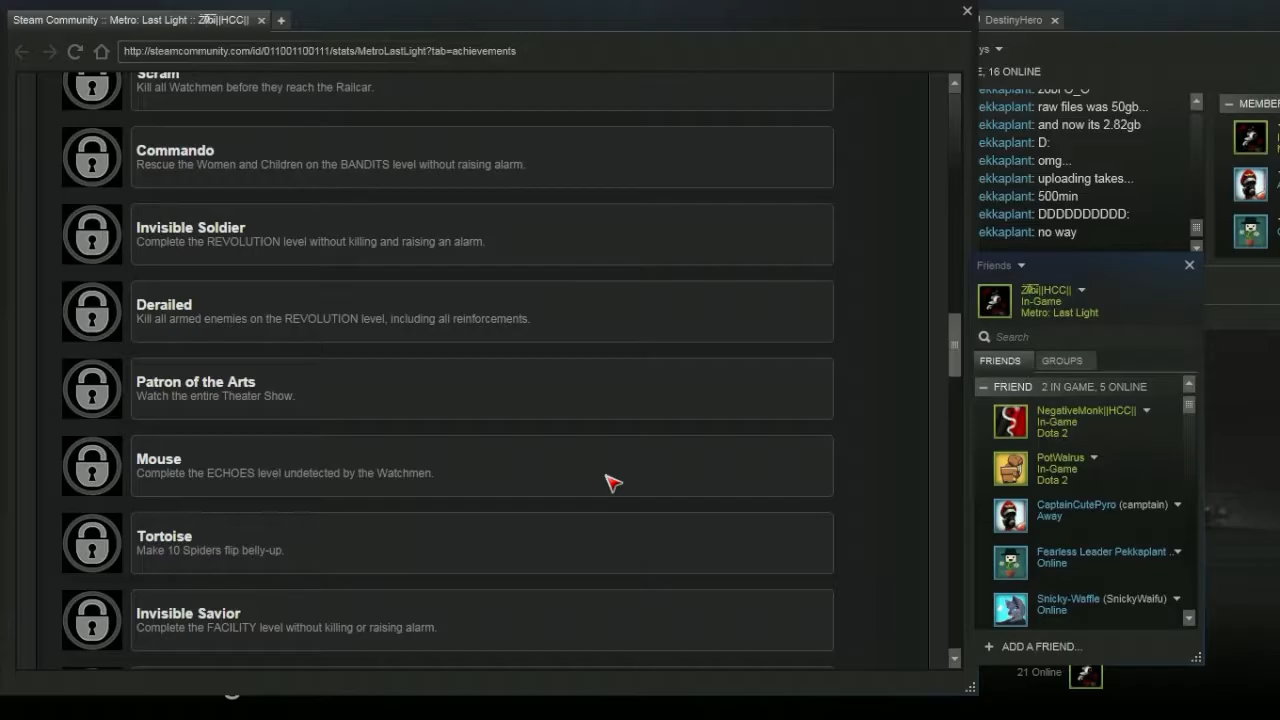 Steam Community :: Metro: Last Light :: Zibi||HCC||
http://steamcommunity.com/id/011001100111/stats/MetroLastLight?tab=achievements
Scram
Kill all Watchmen before they reach the Railcar.
Commando
Rescue the Women and Children on the BANDITS level without raising alarm.
Invisible Soldier
Complete the REVOLUTION level without killing and raising an alarm.
Derailed
Kill all armed enemies on the REVOLUTION level, including all reinforcements.
Patron of the Arts
Watch the entire Theater Show.
Mouse
Complete the ECHOES level undetected by the Watchmen.
Tortoise
Make 10 Spiders flip belly-up.
Invisible Savior
Complete the FACILITY level without killing or raising alarm.
DestinyHero
ys
E, 16 ONLINE
ekkaplant: zobi O_O
ekkaplant: raw files was 50gb...
ekkaplant: and now its 2.82gb
ekkaplant: D:
ekkaplant: omg...
ekkaplant: uploading takes...
ekkaplant: 500min
ekkaplant: DDDDDDDDDD:
ekkaplant: no way
MEMBE
Friends
||HCC||
In-Game
Metro: Last Light
Search
FRIENDS GROUPS
FRIEND 2 IN GAME, 5 ONLINE
NegativeMonk||HCC||
In-Game
Dota 2
PotWalrus
In-Game
Dota 2
CaptainCutePyro (camptain)
Away
Fearless Leader Pekkaplant ..
Online
Snicky-Waffle (SnickyWaifu)
Online
ADD A FRIEND...
21 Online